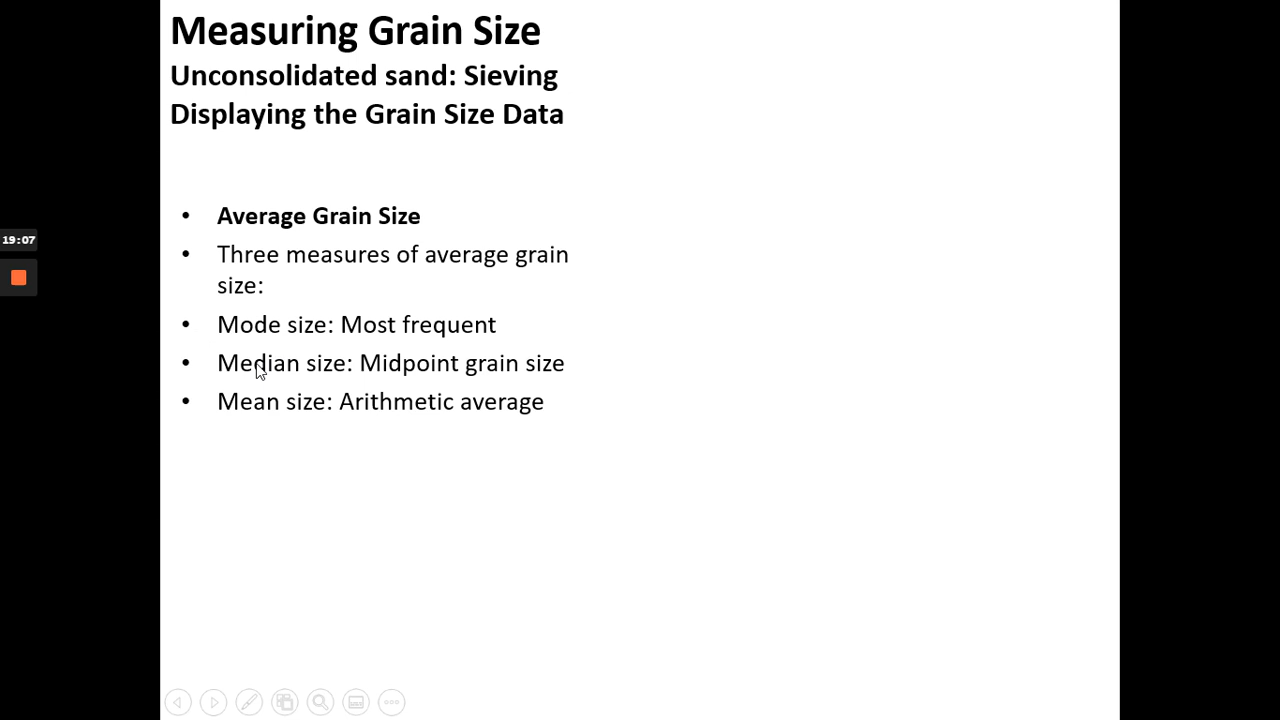 Measuring Grain Size
Unconsolidated sand: Sieving
Displaying the Grain Size Data
• Average Grain Size
• Three measures of average grain
size:
• Mode size: Most frequent
• Median size: Midpoint grain size
• Mean size: Arithmetic average
19:07